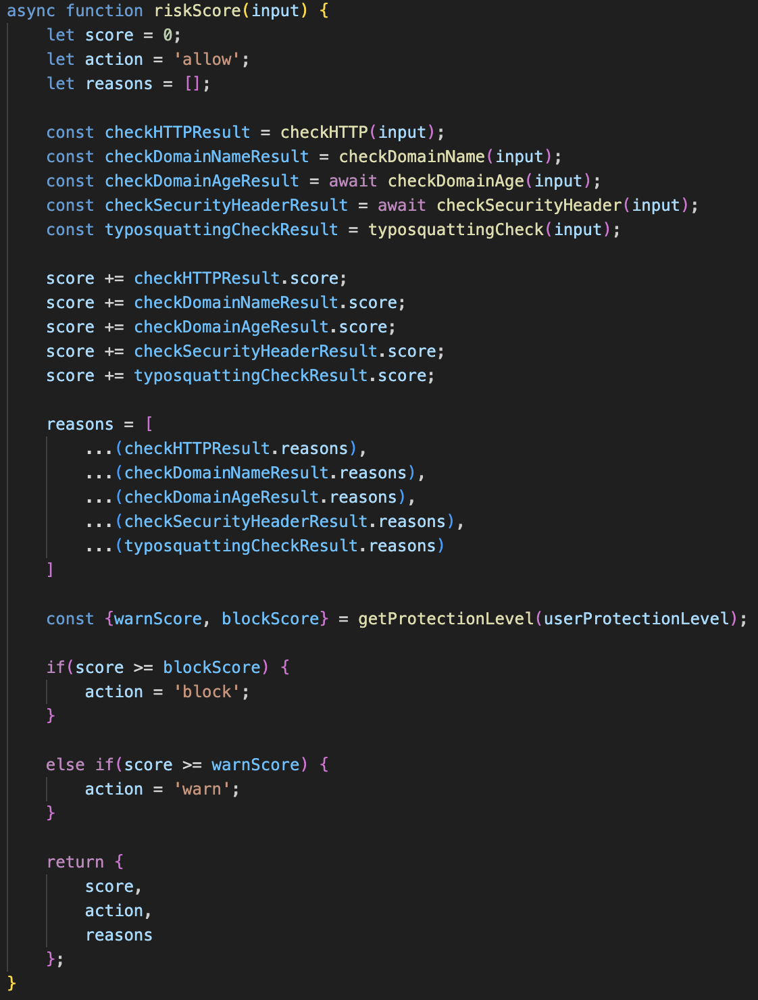 async function riskScore(input) {
    let score = 0;
    let action = 'allow';
    let reasons = [];

    const checkHTTPResult = checkHTTP(input);
    const checkDomainNameResult = checkDomainName(input);
    const checkDomainAgeResult = await checkDomainAge(input);
    const checkSecurityHeaderResult = await checkSecurityHeader(input);
    const typosquattingCheckResult = typosquattingCheck(input);

    score += checkHTTPResult.score;
    score += checkDomainNameResult.score;
    score += checkDomainAgeResult.score;
    score += checkSecurityHeaderResult.score;
    score += typosquattingCheckResult.score;

    reasons = [
        ...(checkHTTPResult.reasons),
        ...(checkDomainNameResult.reasons),
        ...(checkDomainAgeResult.reasons),
        ...(checkSecurityHeaderResult.reasons),
        ...(typosquattingCheckResult.reasons)
    ]

    const {warnScore, blockScore} = getProtectionLevel(userProtectionLevel);

    if(score >= blockScore) {
        action = 'block';
    }

    else if(score >= warnScore) {
        action = 'warn';
    }

    return {
        score,
        action,
        reasons
    };
}